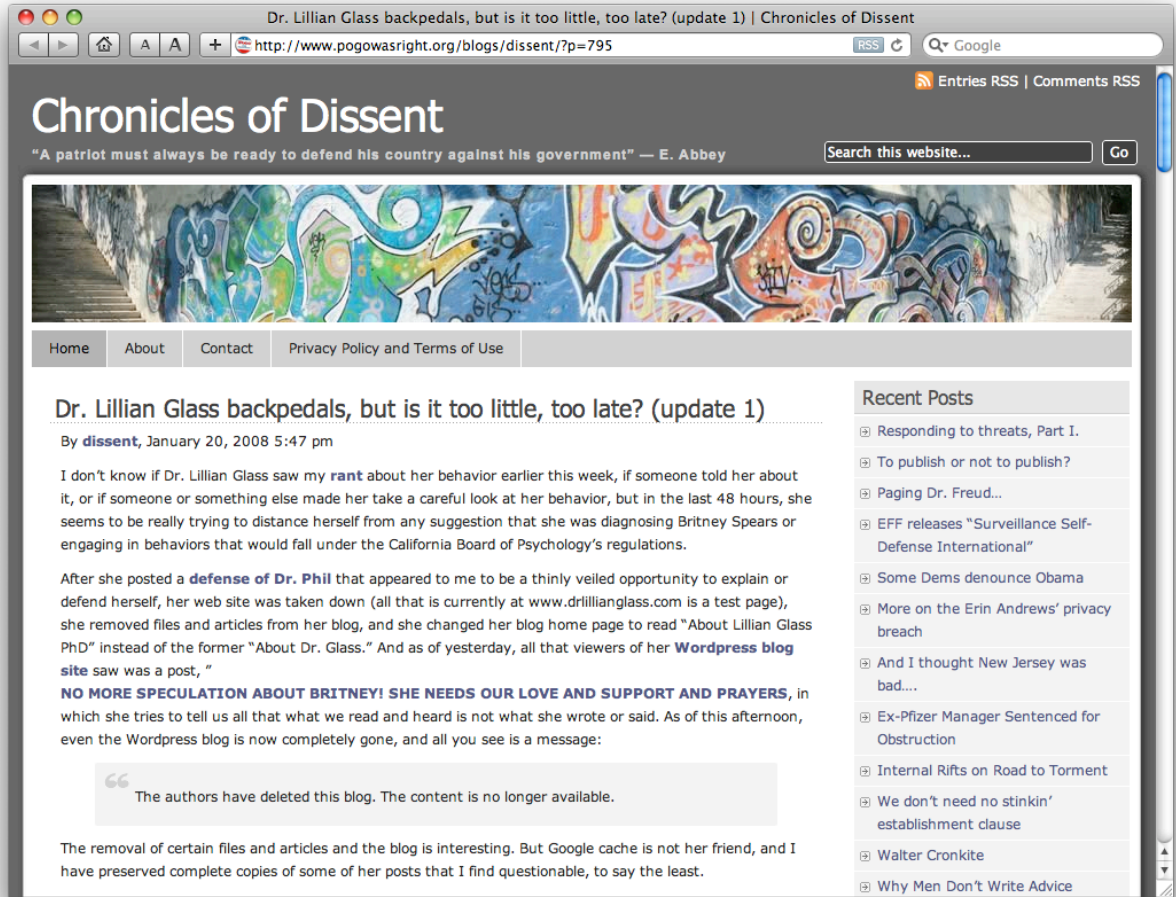 Dr. Lillian Glass backpedals, but is it too little, too late? (update 1) | Chronicles of Dissent
A A + http://www.pogowasright.org/blogs/dissent/?p=795 RSS Google
Entries RSS | Comments RSS
Chronicles of Dissent
“A patriot must always be ready to defend his country against his government” — E. Abbey
Search this website... Go
Home About Contact Privacy Policy and Terms of Use
Dr. Lillian Glass backpedals, but is it too little, too late? (update 1)
By dissent, January 20, 2008 5:47 pm
I don’t know if Dr. Lillian Glass saw my rant about her behavior earlier this week, if someone told her about
it, or if someone or something else made her take a careful look at her behavior, but in the last 48 hours, she
seems to be really trying to distance herself from any suggestion that she was diagnosing Britney Spears or
engaging in behaviors that would fall under the California Board of Psychology’s regulations.
After she posted a defense of Dr. Phil that appeared to me to be a thinly veiled opportunity to explain or
defend herself, her web site was taken down (all that is currently at www.drlillianglass.com is a test page),
she removed files and articles from her blog, and she changed her blog home page to read “About Lillian Glass
PhD” instead of the former “About Dr. Glass.” And as of yesterday, all that viewers of her Wordpress blog
site saw was a post, ”
NO MORE SPECULATION ABOUT BRITNEY! SHE NEEDS OUR LOVE AND SUPPORT AND PRAYERS, in
which she tries to tell us all that what we read and heard is not what she wrote or said. As of this afternoon,
even the Wordpress blog is now completely gone, and all you see is a message:
The authors have deleted this blog. The content is no longer available.
The removal of certain files and articles and the blog is interesting. But Google cache is not her friend, and I
have preserved complete copies of some of her posts that I find questionable, to say the least.
Recent Posts
Responding to threats, Part I.
To publish or not to publish?
Paging Dr. Freud...
EFF releases “Surveillance Self-
Defense International”
Some Dems denounce Obama
More on the Erin Andrews’ privacy
breach
And I thought New Jersey was
bad....
Ex-Pfizer Manager Sentenced for
Obstruction
Internal Rifts on Road to Torment
We don’t need no stinkin’
establishment clause
Walter Cronkite
Why Men Don’t Write Advice